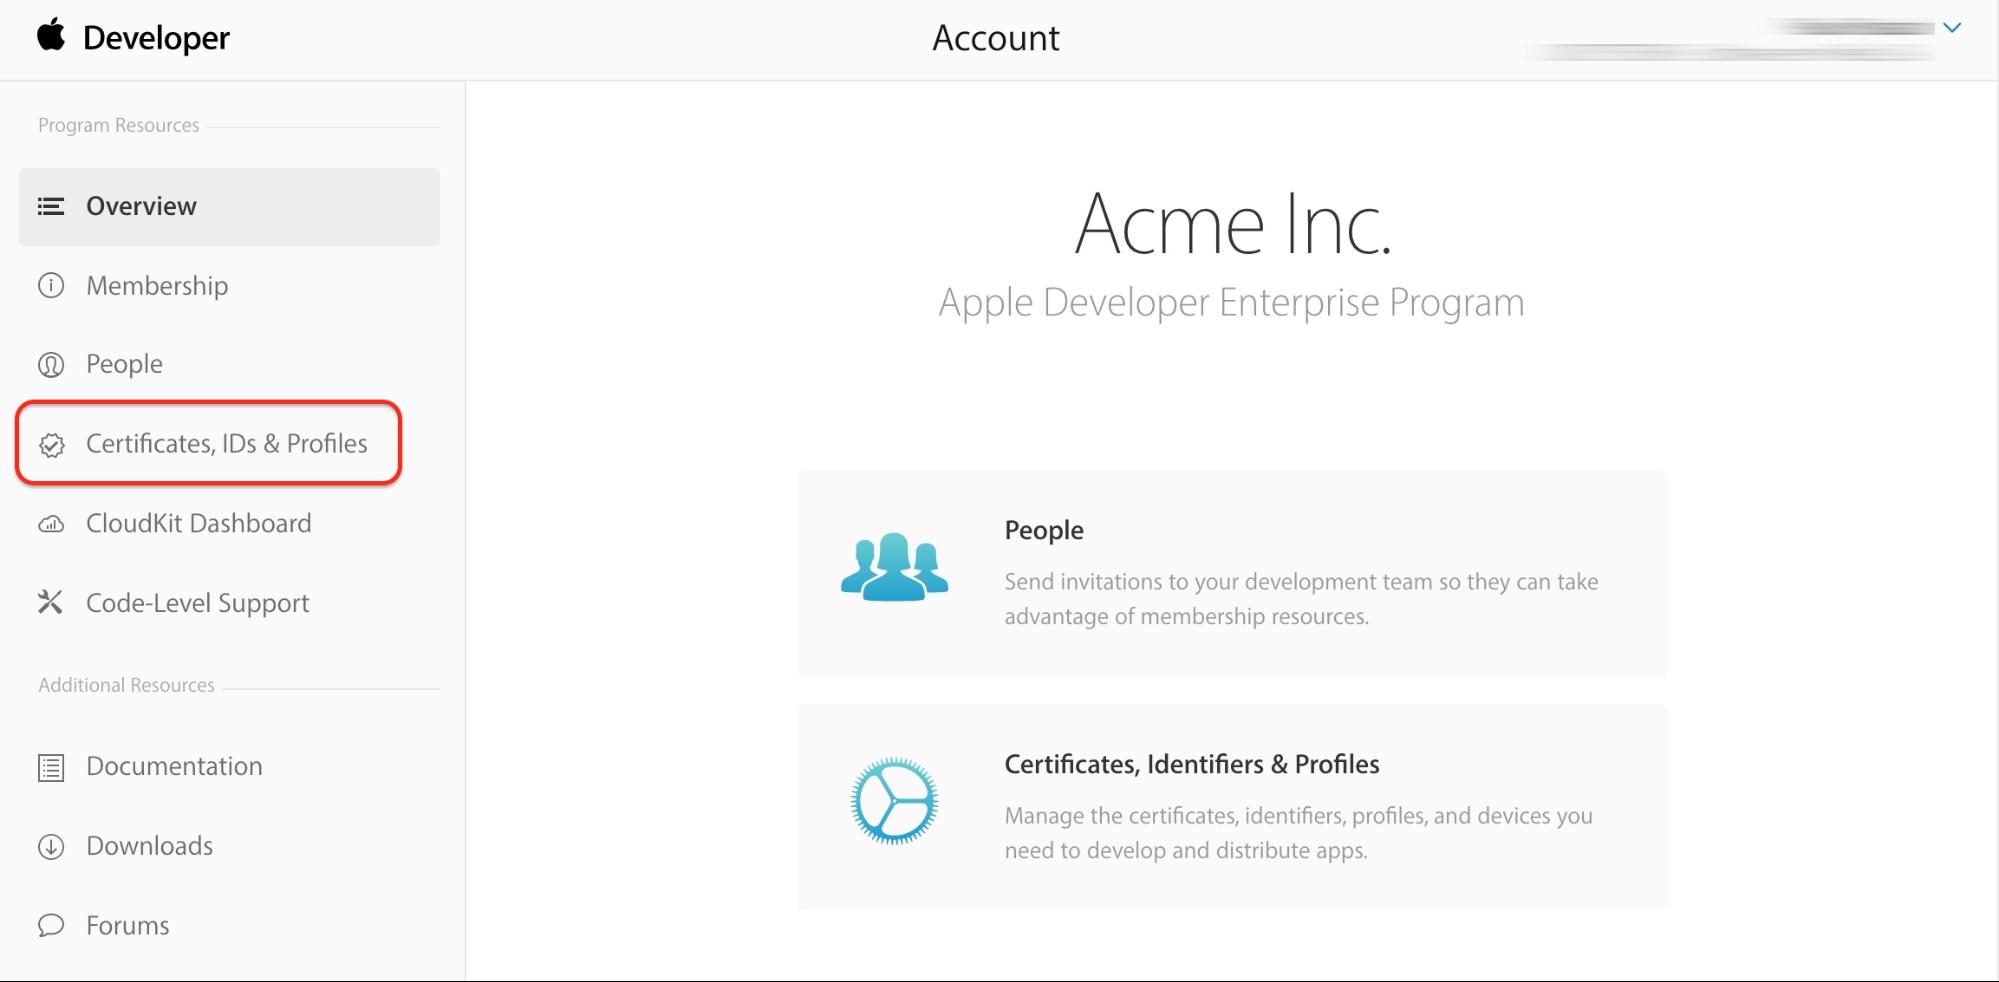 Developer
Account
Program Resources
Overview
Membership
People
Certificates, IDs & Profiles
CloudKit Dashboard
Code-Level Support
Additional Resources
Documentation
Downloads
Forums
Acme Inc.
Apple Developer Enterprise Program
People
Send invitations to your development team so they can take
advantage of membership resources.
Certificates, Identifiers & Profiles
Manage the certificates, identifiers, profiles, and devices you
need to develop and distribute apps.